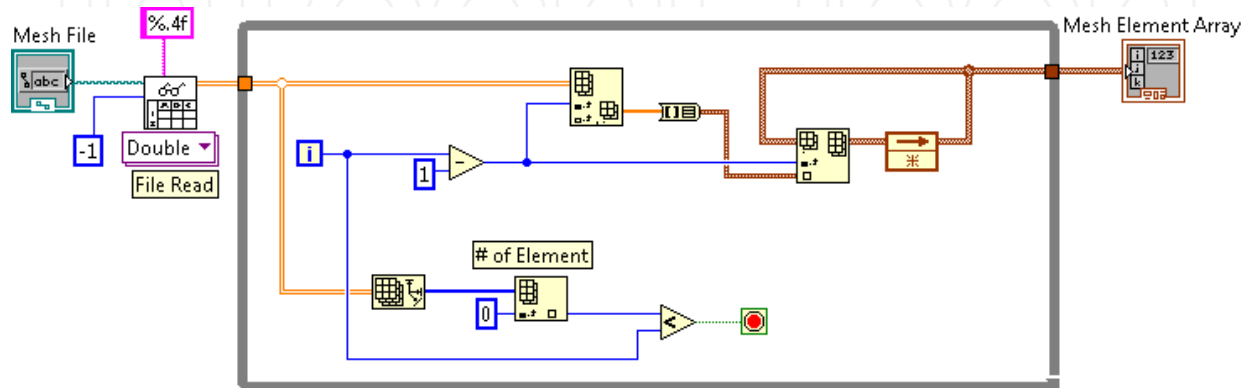 %.4f
Mesh File
Mesh Element Array
abc
i
123
j
k
-1
Double
i
1
File Read
# of Element
0